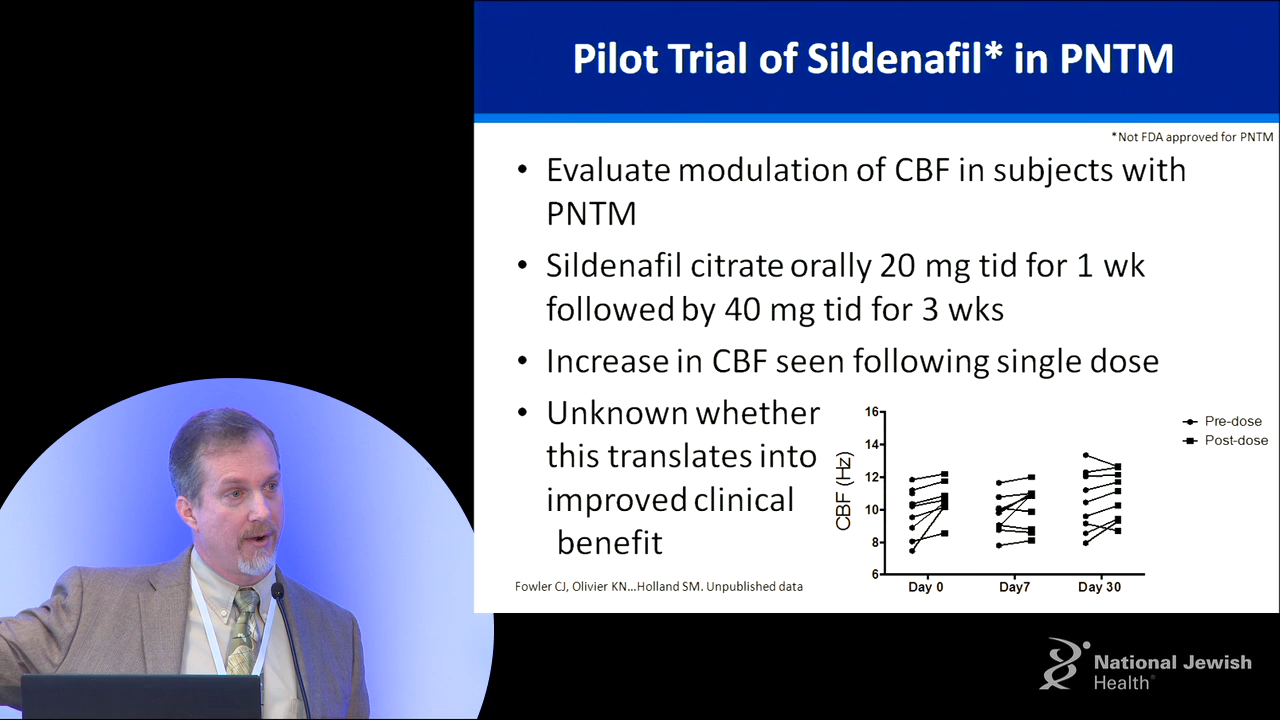 Pilot Trial of Sildenafil* in PNTM
*Not FDA approved for PNTM
• Evaluate modulation of CBF in subjects with
PNTM
• Sildenafil citrate orally 20 mg tid for 1 wk
followed by 40 mg tid for 3 wks
• Increase in CBF seen following single dose
• Unknown whether
this translates into
improved clinical
benefit
16
14
12
10
8
6
CBF (Hz)
Day 0
Day7
Day 30
Pre-dose
Post-dose
Fowler CJ, Olivier KN...Holland SM. Unpublished data
National Jewish
Health®